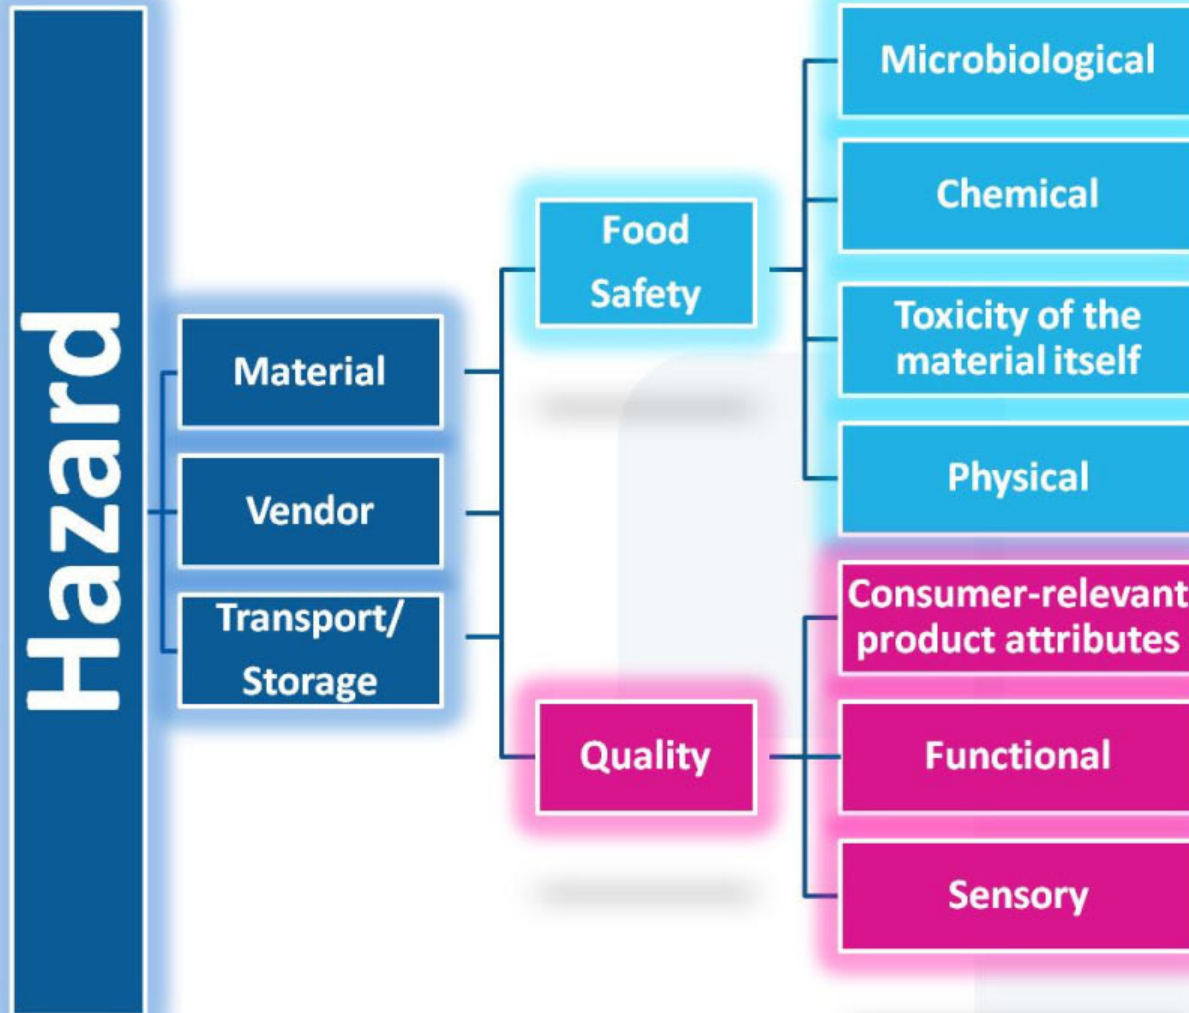 Hazard
Material
Vendor
Transport/
Storage
Food
Safety
Quality
Microbiological
Chemical
Toxicity of the
material itself
Physical
Consumer-relevant
product attributes
Functional
Sensory